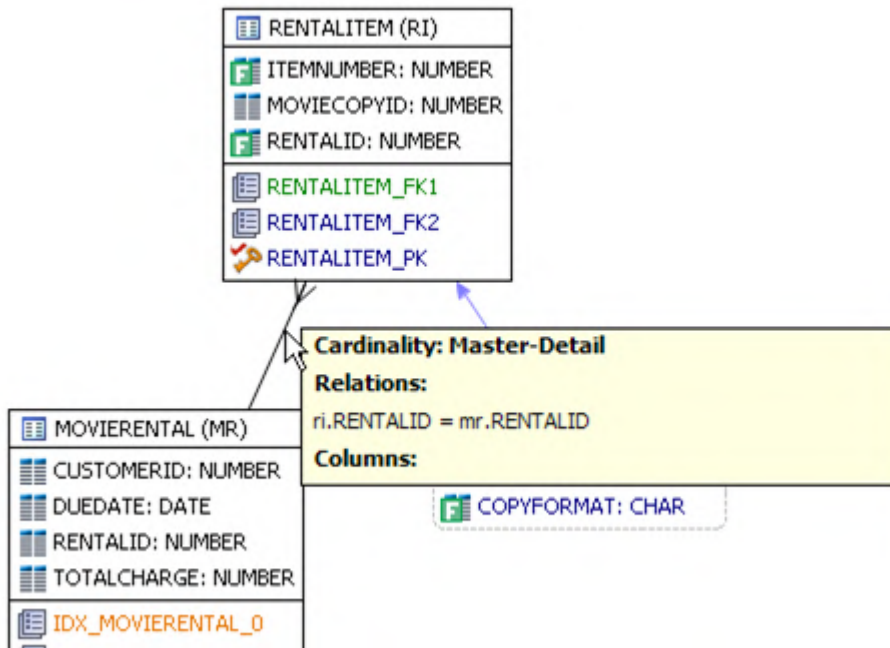 RENTALITEM (RI)
ITEMNUMBER: NUMBER
MOVIECOPYID: NUMBER
RENTALID: NUMBER
RENTALITEM_FK1
RENTALITEM_FK2
RENTALITEM_PK
Cardinality: Master-Detail
Relations:
ri.RENTALID = mr.RENTALID
Columns:
MOVIERENTAL (MR)
CUSTOMERID: NUMBER
DUEDATE: DATE
RENTALID: NUMBER
TOTALCHARGE: NUMBER
IDX_MOVIERENTAL_0
COPYFORMAT: CHAR